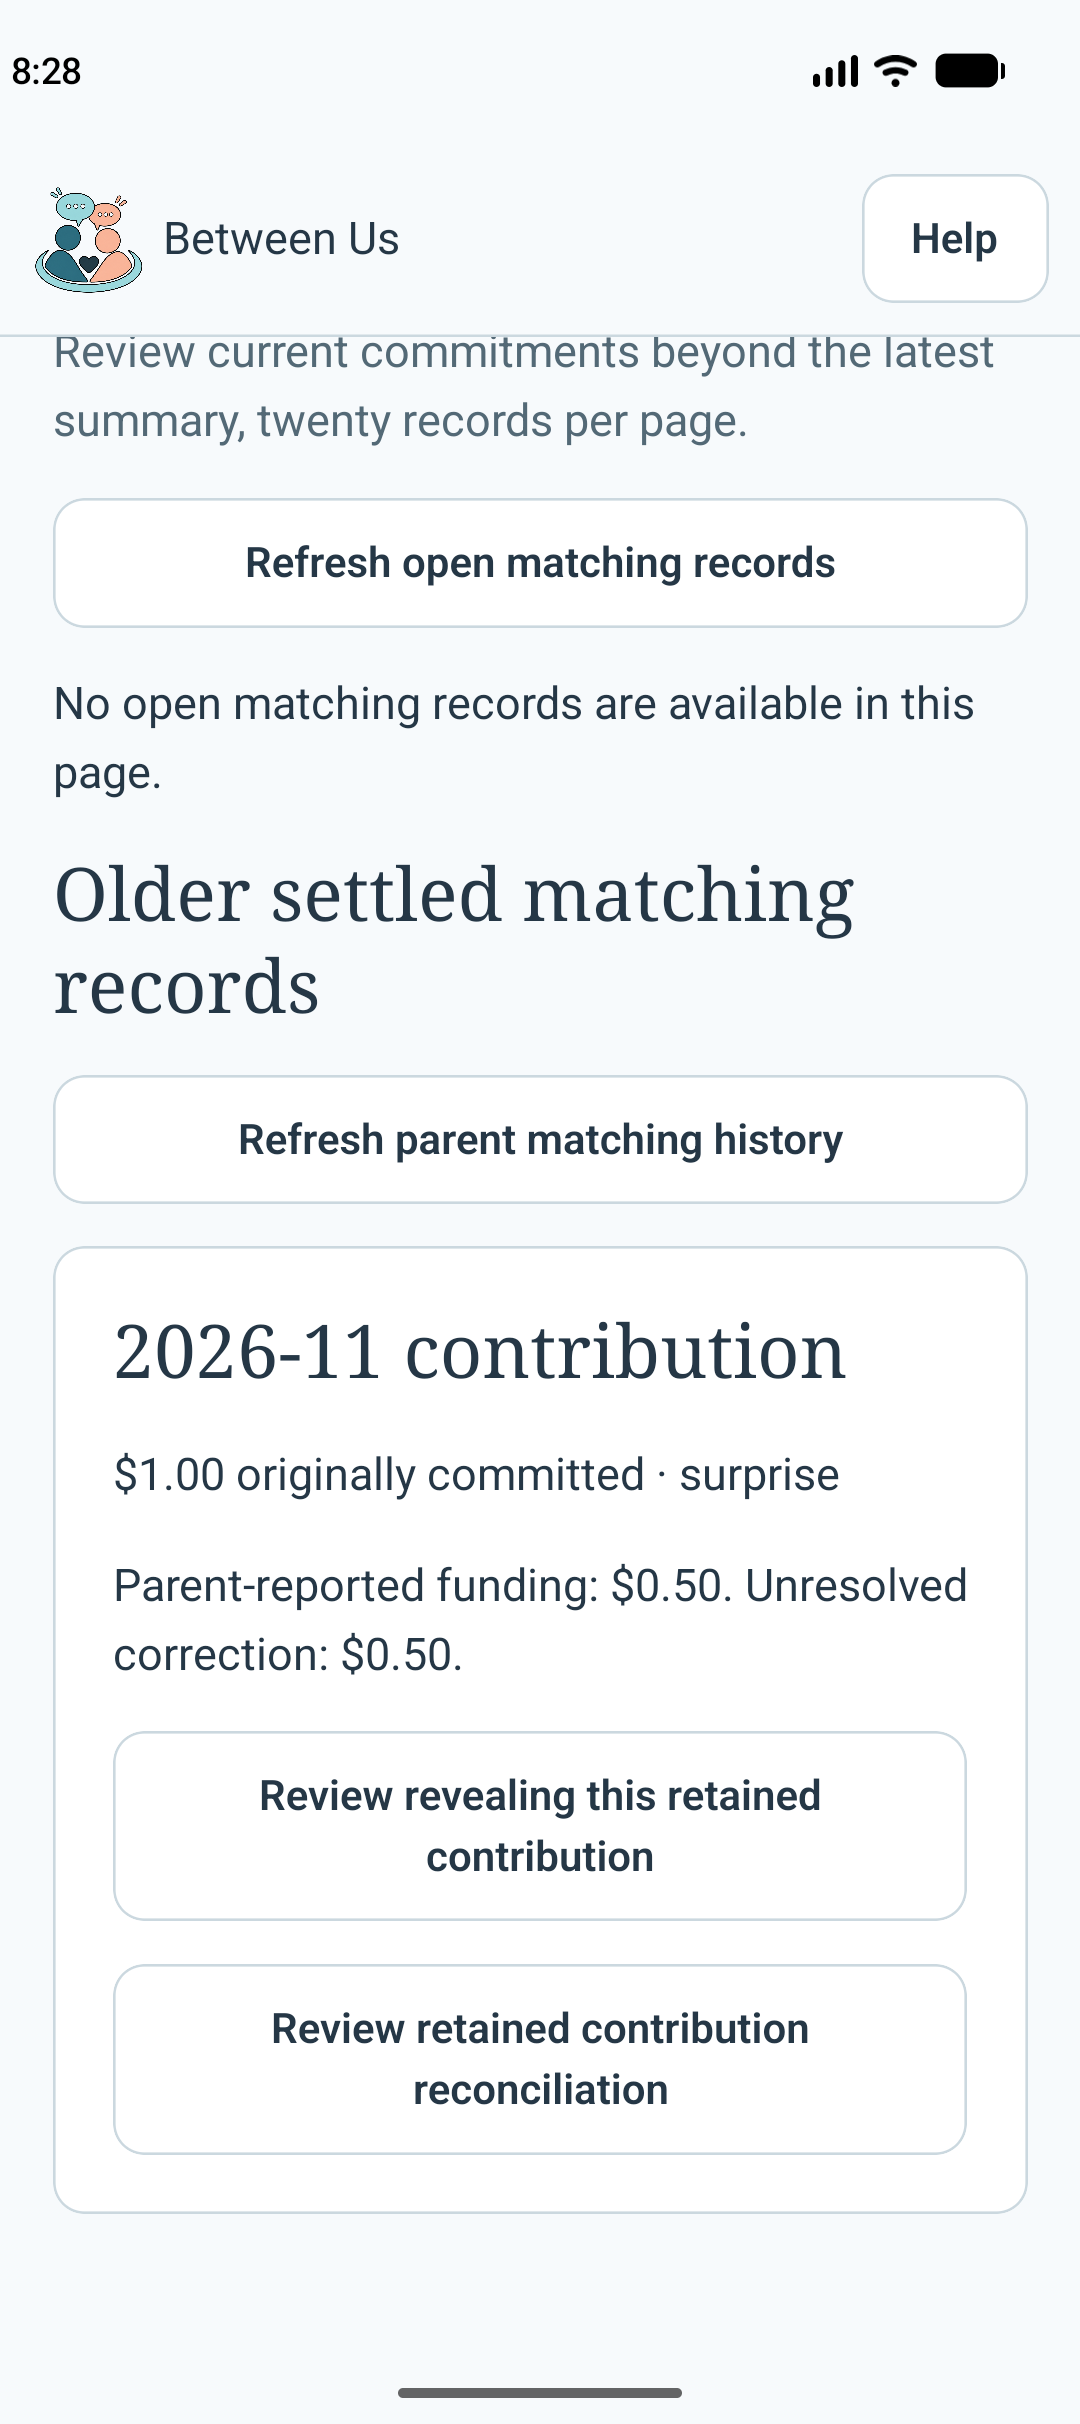 8:28
Between Us
Help
Review current commitments beyond the latest
summary, twenty records per page.
Refresh open matching records
No open matching records are available in this
page.
Older settled matching
records
Refresh parent matching history
2026-11 contribution
$1.00 originally committed · surprise
Parent-reported funding: $0.50. Unresolved
correction: $0.50.
Review revealing this retained
contribution
Review retained contribution
reconciliation